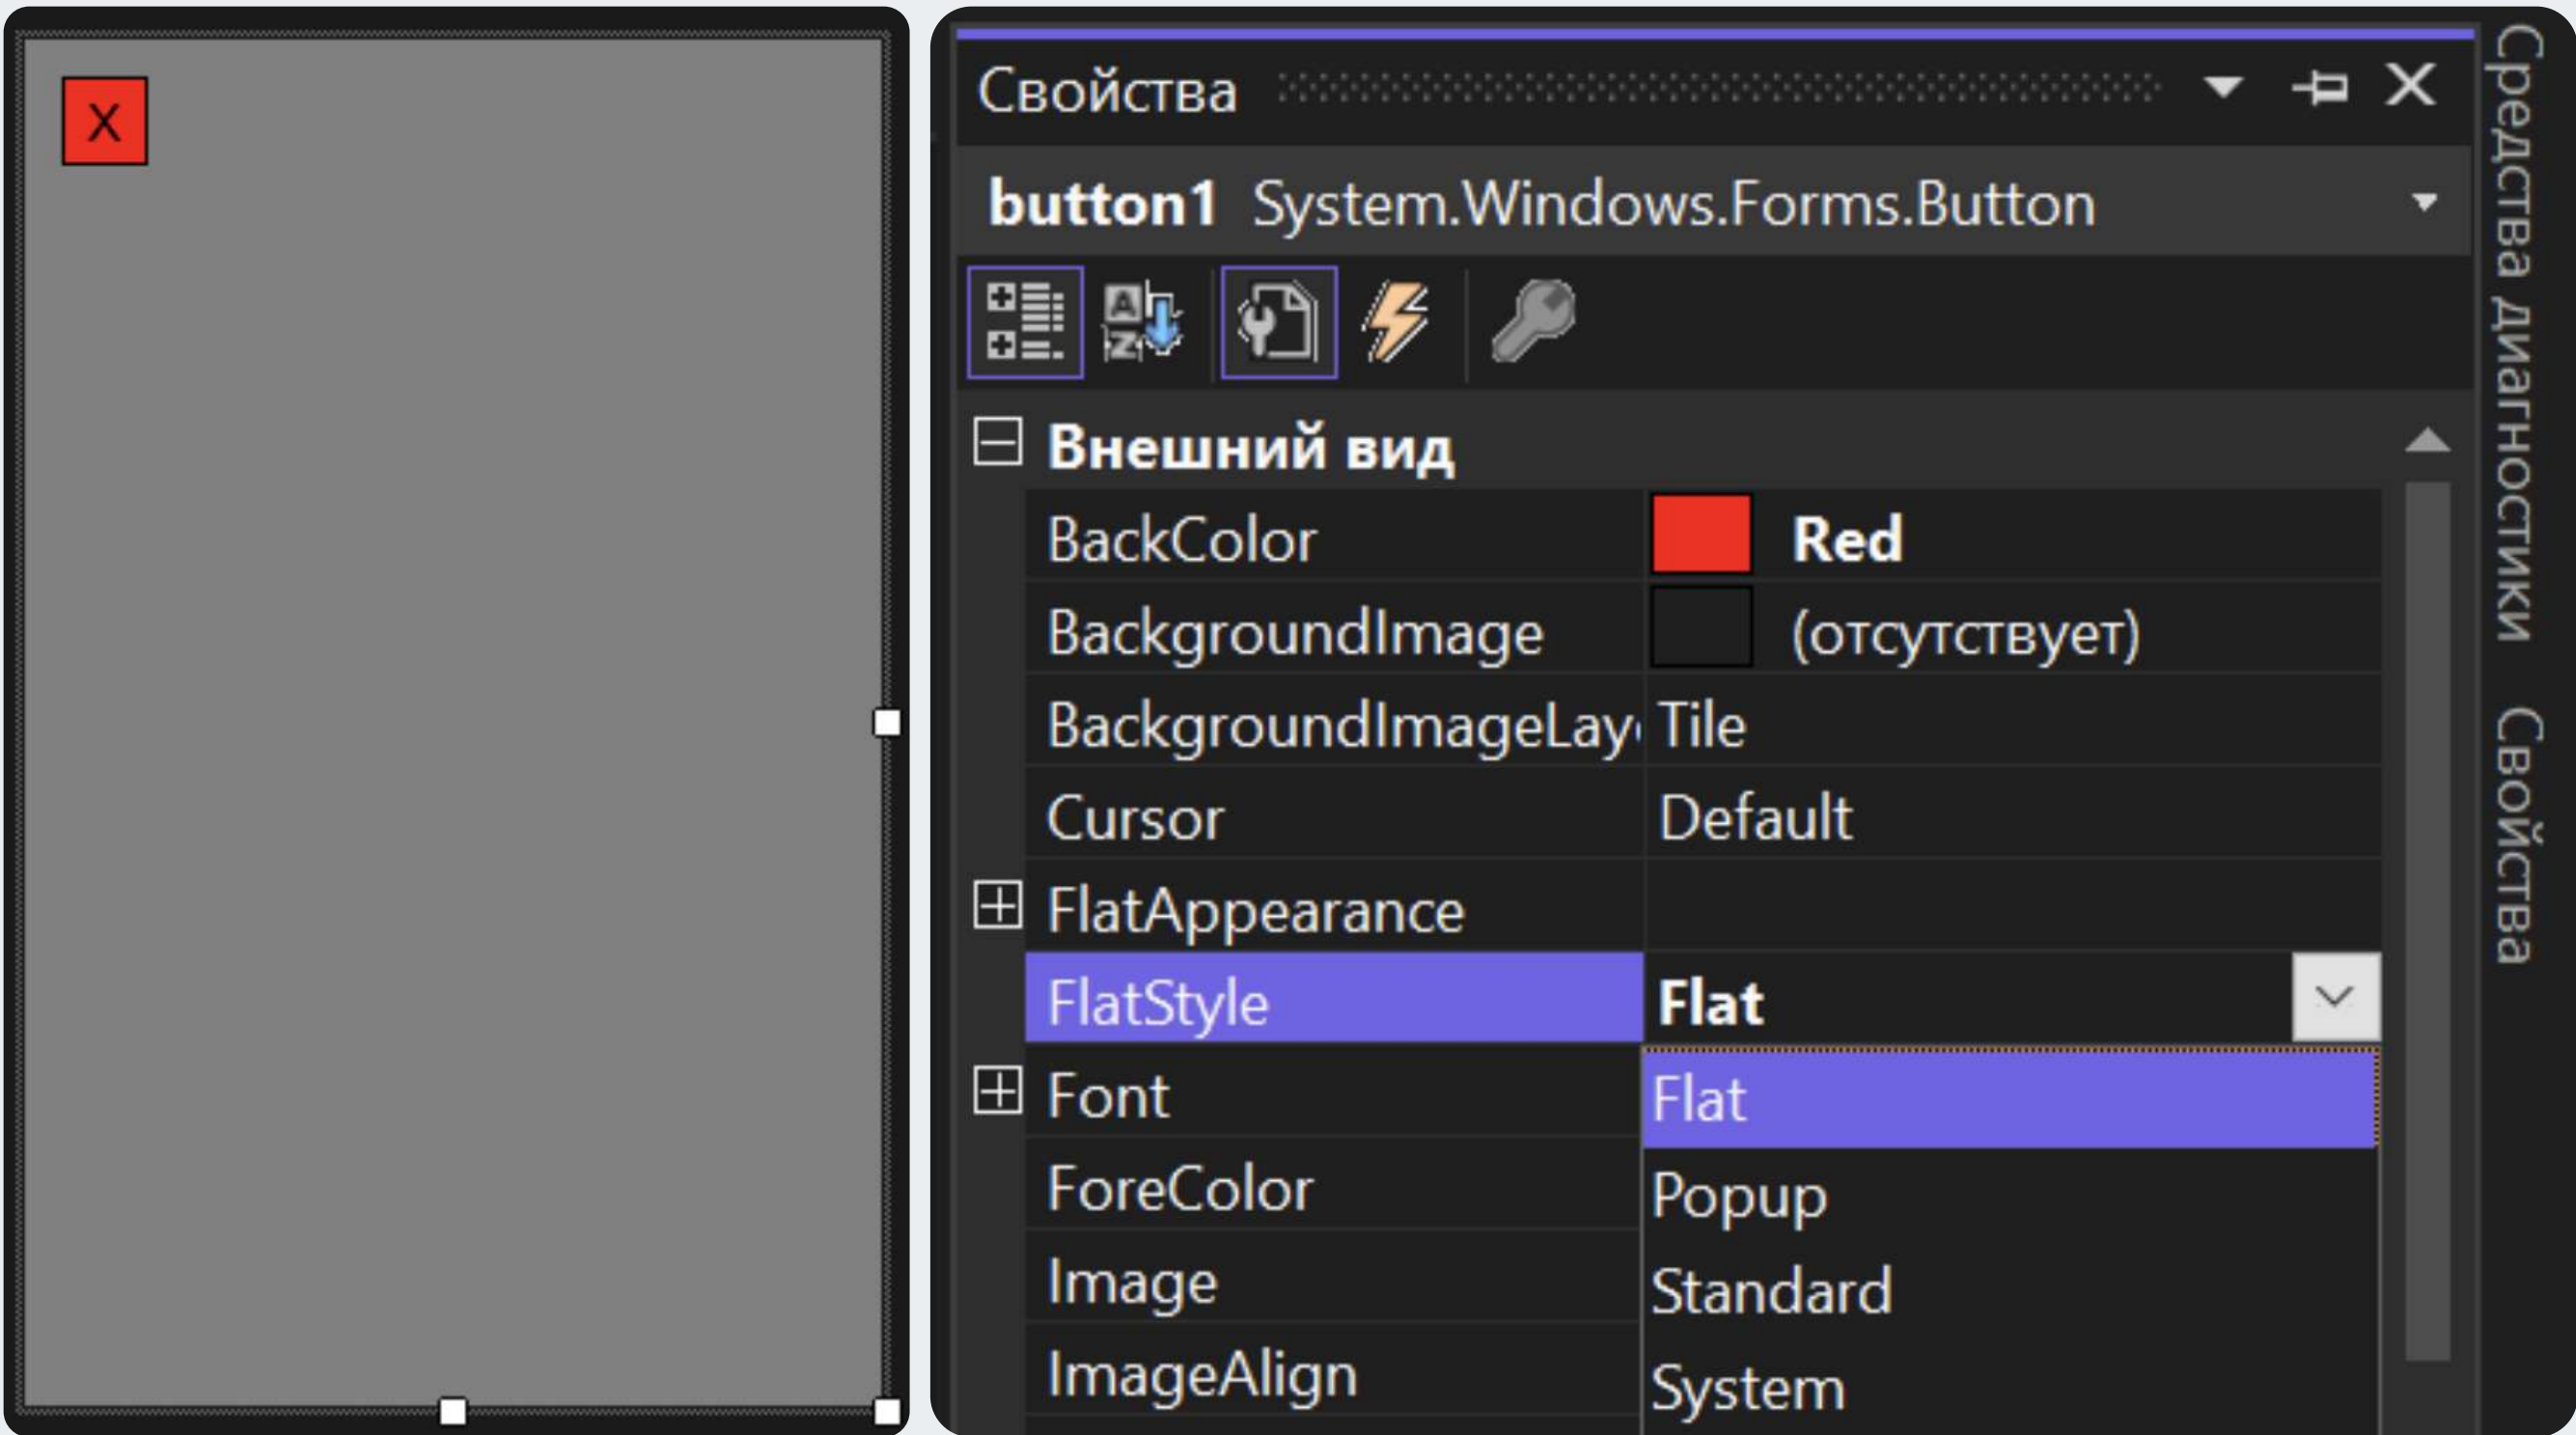 X
Свойства
button1 System.Windows.Forms.Button
Внешний вид
BackColor Red
BackgroundImage (отсутствует)
BackgroundImageLay Tile
Cursor Default
FlatAppearance
FlatStyle Flat
Font Flat
ForeColor Popup
Image Standard
ImageAlign System
Средства диагностики
Свойства